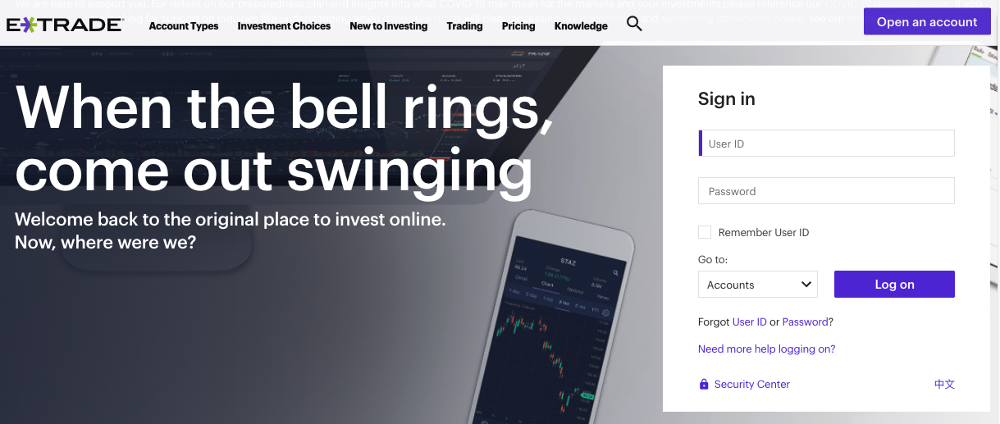 We are here to support you. For details on our preparedness plan and insights into what COVID-19 may mean for the markets and your investments please reference our
E*TRADE
Account Types
Investment Choices
New to Investing
Trading
Pricing
Knowledge
Open an account
When the bell rings,
come out swinging
Welcome back to the original place to invest online.
Now, where were we?
STAZ
Chart
Options
News
Detail
Sign in
User ID
Password
Remember User ID
Go to:
Accounts
Log on
Forgot User ID or Password?
Need more help logging on?
Security Center
中文